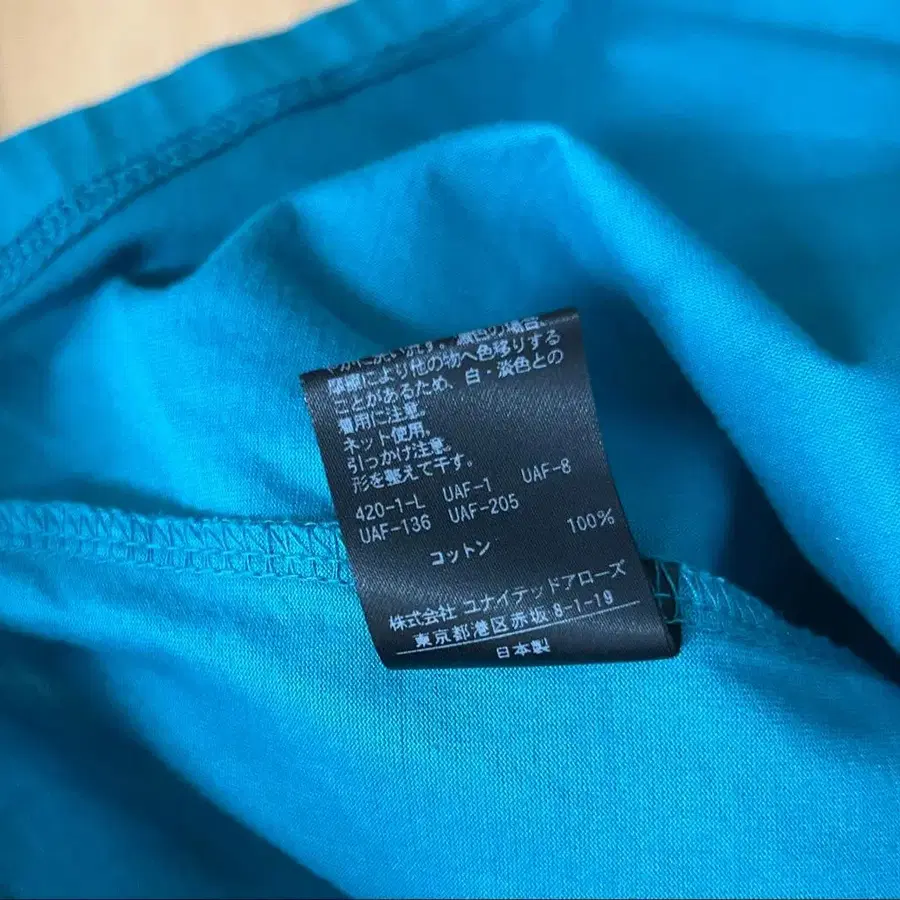 やかに洗い流す。濃色の場合、
摩擦により他の物へ色移りする
ことがあるため、白・淡色との
着用に注意。
ネット使用。
引っかけ注意。
形を整えて干す。
420-1-L UAF-1 UAF-8
UAF-136 UAF-205
コットン 100%
株式会社 ユナイテッドアローズ
東京都港区赤坂 8-1-19
日本製